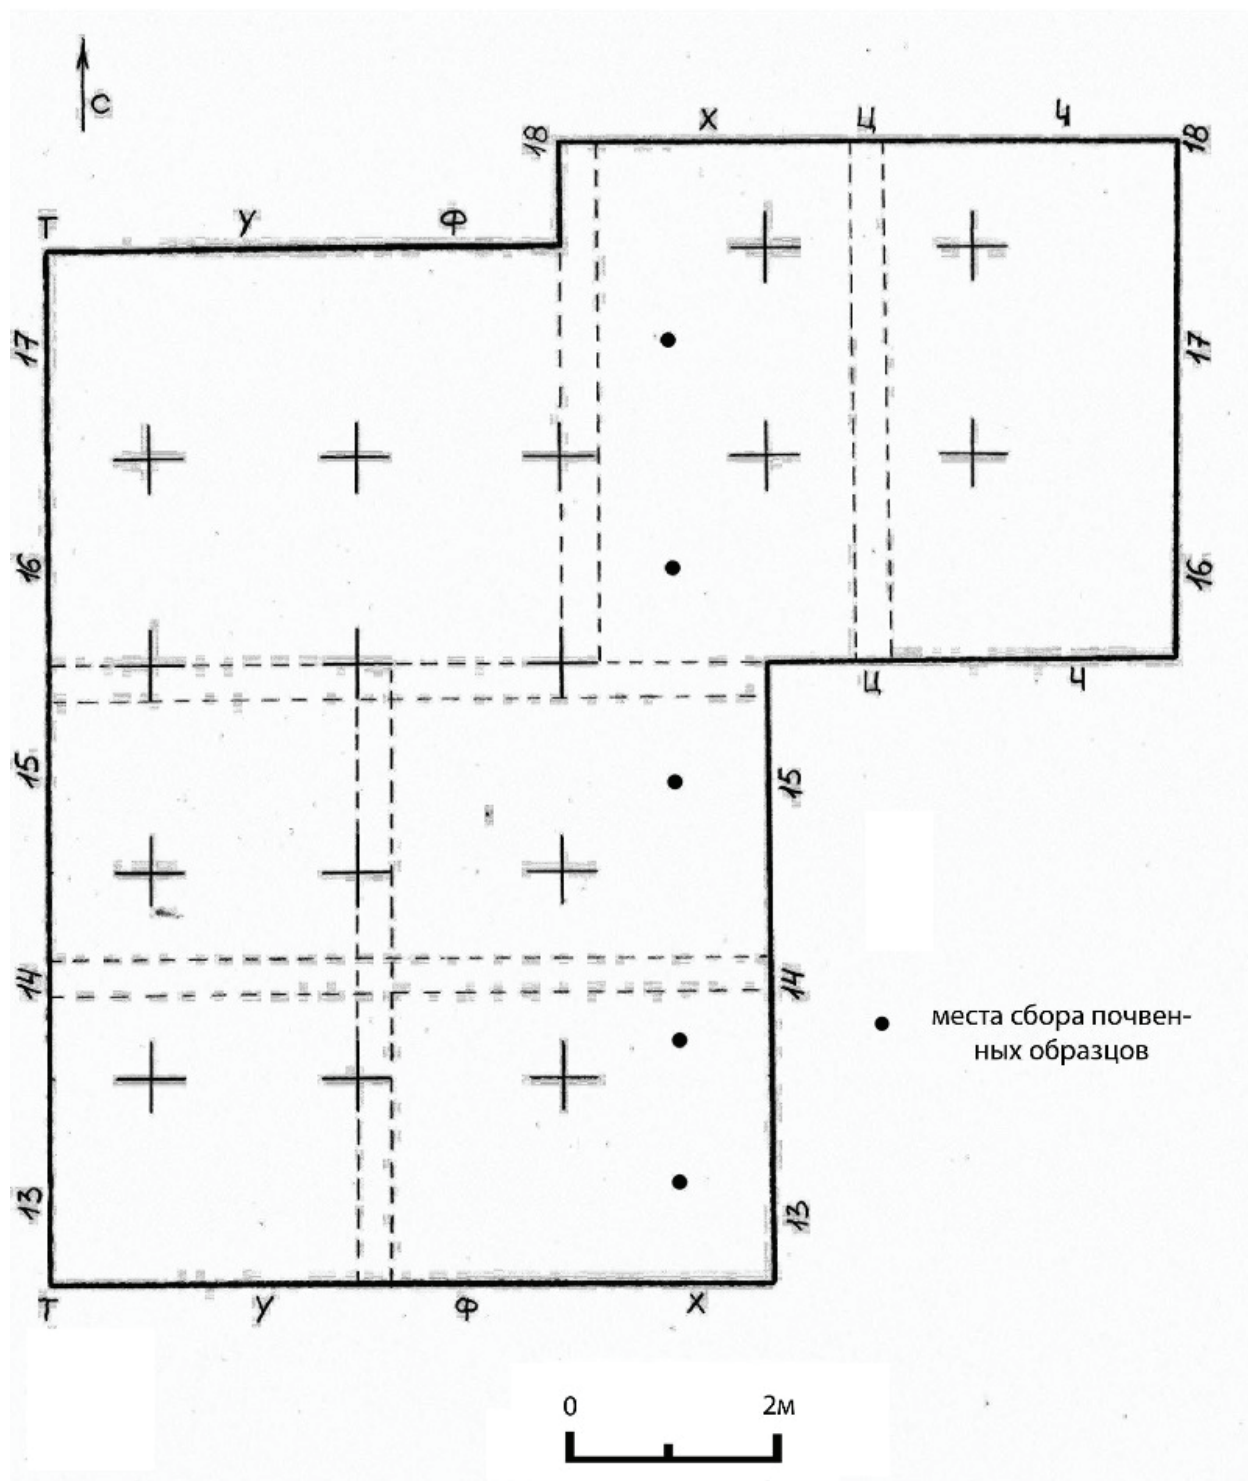 С
18 Х Ц Ч 18
Т У Ф
17 17
16 16
Ц Ч
15 15
14 14
места сбора почвен-
ных образцов
13 13
Т У Ф Х
0 2м